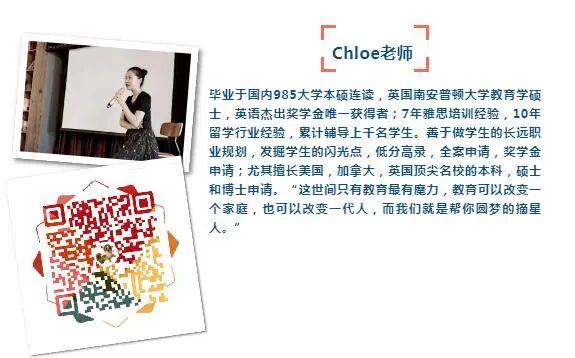 Chloe老师
毕业于国内985大学本硕连读，英国南安普顿大学教育学硕
士，英语杰出奖学金唯一获得者；7年雅思培训经验，10年
留学行业经验，累计辅导上千名学生。善于做学生的长远职
业规划，发掘学生的闪光点，低分高录，全案申请，奖学金
申请；尤其擅长美国，加拿大，英国顶尖名校的本科，硕士
和博士申请。“这世间只有教育最有魔力，教育可以改变一
个家庭，也可以改变一代人，而我们就是帮你圆梦的摘星
人。”